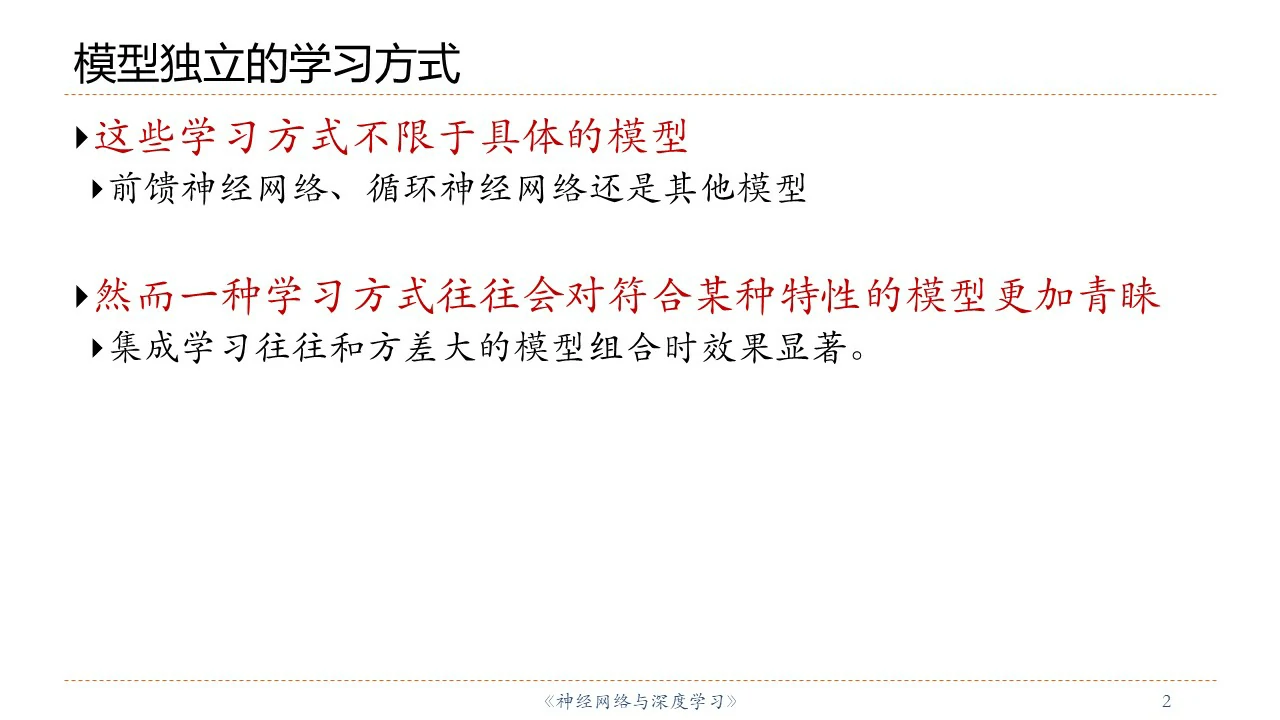 模型独立的学习方式
这些学习方式不限于具体的模型
前馈神经网络、循环神经网络还是其他模型
然而一种学习方式往往会对符合某种特性的模型更加青睐
集成学习往往和方差大的模型组合时效果显著。
《神经网络与深度学习》
2